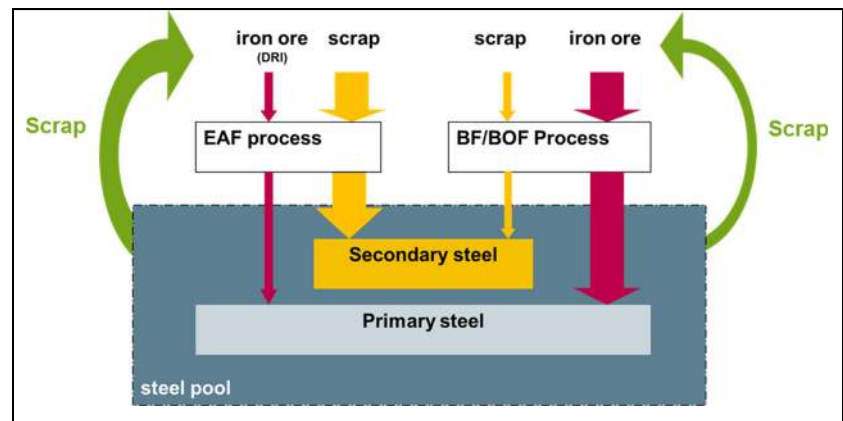 iron ore scrap scrap iron ore
(DRI)
Scrap
Scrap
EAF process
BF/BOF Process
Secondary steel
Primary steel
steel pool